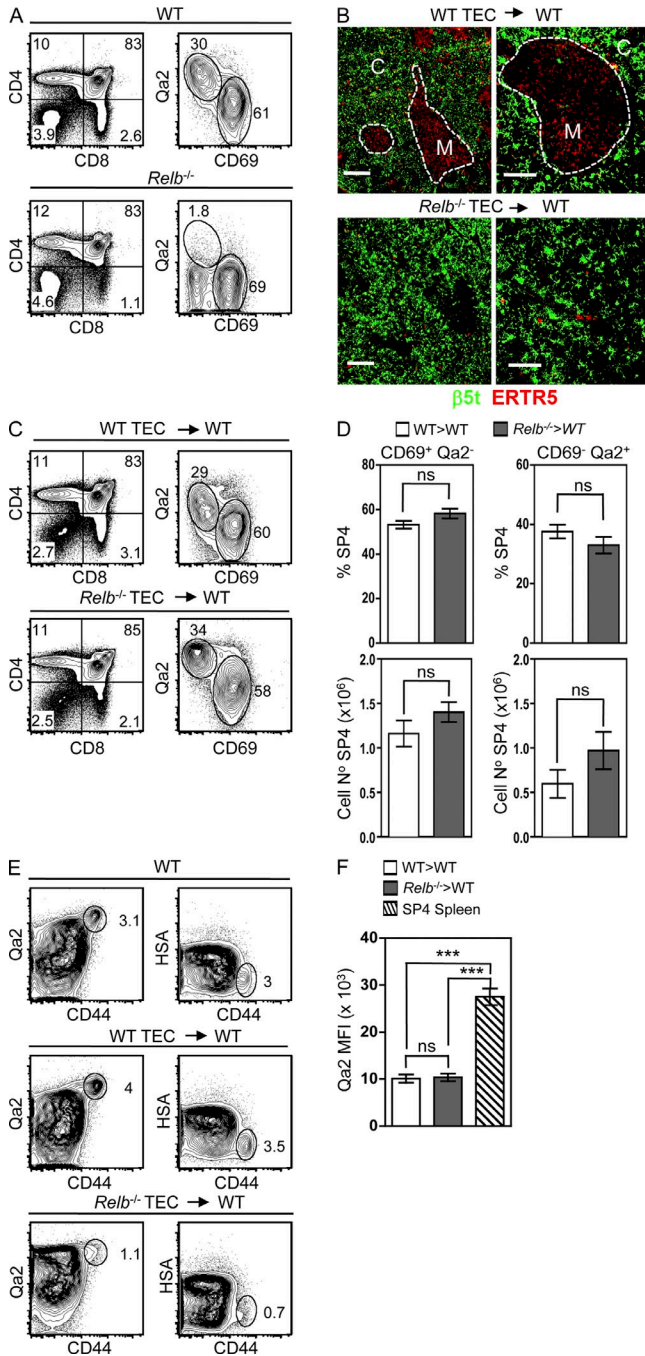 A
WT
10
83
3.9
2.6
CD4
CD8
30
61
Qa2
CD69
Relb-/-
12
83
4.6
1.1
CD4
CD8
1.8
69
Qa2
CD69
B
WT TEC → WT
C
M
C
M
Relb-/- TEC → WT
β5t ERTR5
C
WT TEC → WT
11
83
2.7
3.1
CD4
CD8
29
60
Qa2
CD69
Relb-/- TEC → WT
11
85
2.5
2.1
CD4
CD8
34
58
Qa2
CD69
D
WT>WT
Relb-/->WT
CD69+ Qa2-
CD69- Qa2+
80
60
40
20
0
% SP4
ns
80
60
40
20
0
% SP4
ns
2.0
1.5
1.0
0.5
0.0
Cell Nº SP4 (x10^6)
ns
2.0
1.5
1.0
0.5
0.0
Cell Nº SP4 (x10^6)
ns
E
WT
3.1
Qa2
CD44
3
HSA
CD44
WT TEC → WT
4
Qa2
CD44
3.5
HSA
CD44
Relb-/- TEC → WT
1.1
Qa2
CD44
0.7
HSA
CD44
F
WT>WT
Relb-/->WT
SP4 Spleen
40
30
20
10
0
Qa2 MFI (x 10^3)
***
***
ns